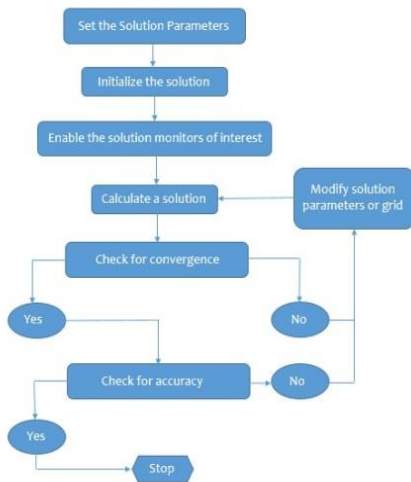 Set the Solution Parameters
Initialize the solution
Enable the solution monitors of interest
Calculate a solution
Modify solution
parameters or grid
Check for convergence
Yes
No
Check for accuracy
No
Yes
Stop